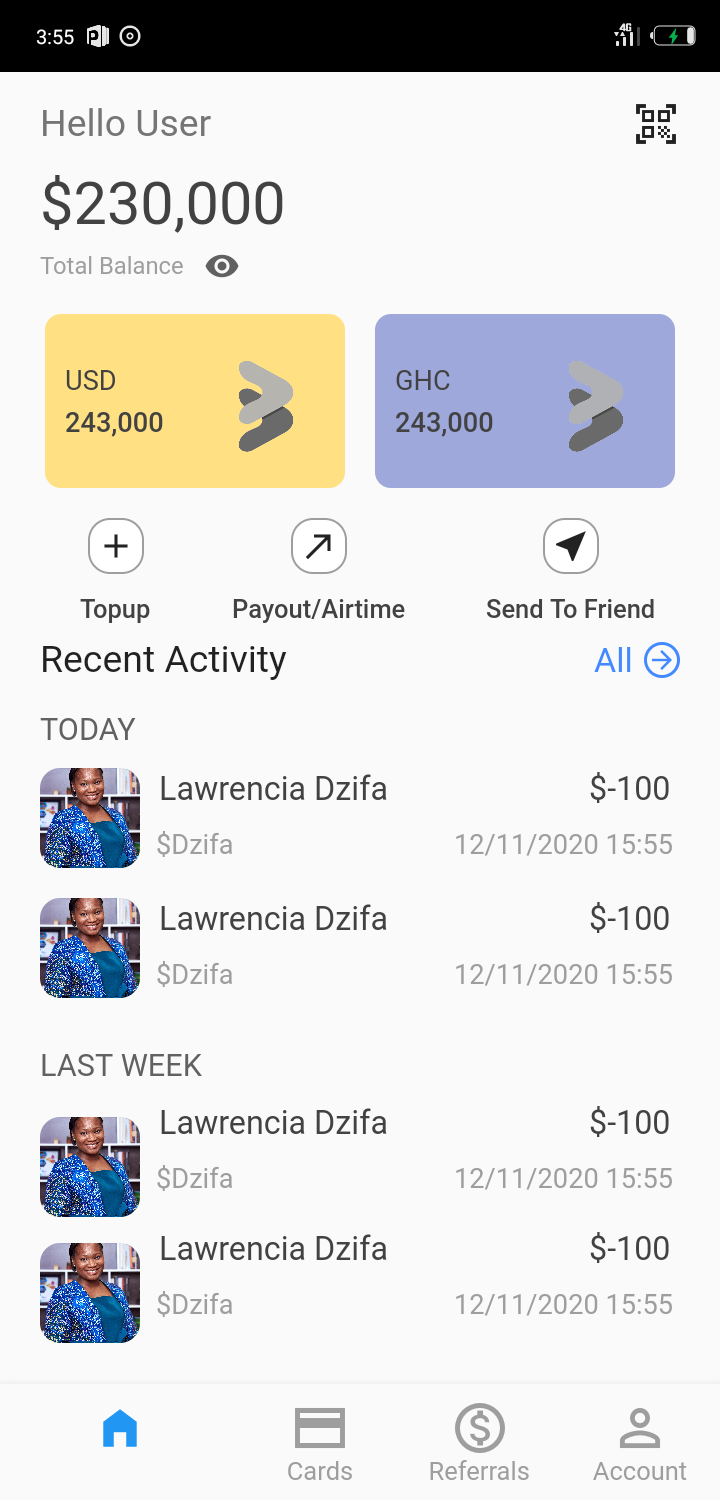 3:55
4G
Hello User
$230,000
Total Balance
USD
243,000
GHC
243,000
Topup
Payout/Airtime
Send To Friend
Recent Activity
All
TODAY
Lawrencia Dzifa $-100
$Dzifa 12/11/2020 15:55
Lawrencia Dzifa $-100
$Dzifa 12/11/2020 15:55
LAST WEEK
Lawrencia Dzifa $-100
$Dzifa 12/11/2020 15:55
Lawrencia Dzifa $-100
$Dzifa 12/11/2020 15:55
Cards
Referrals
Account